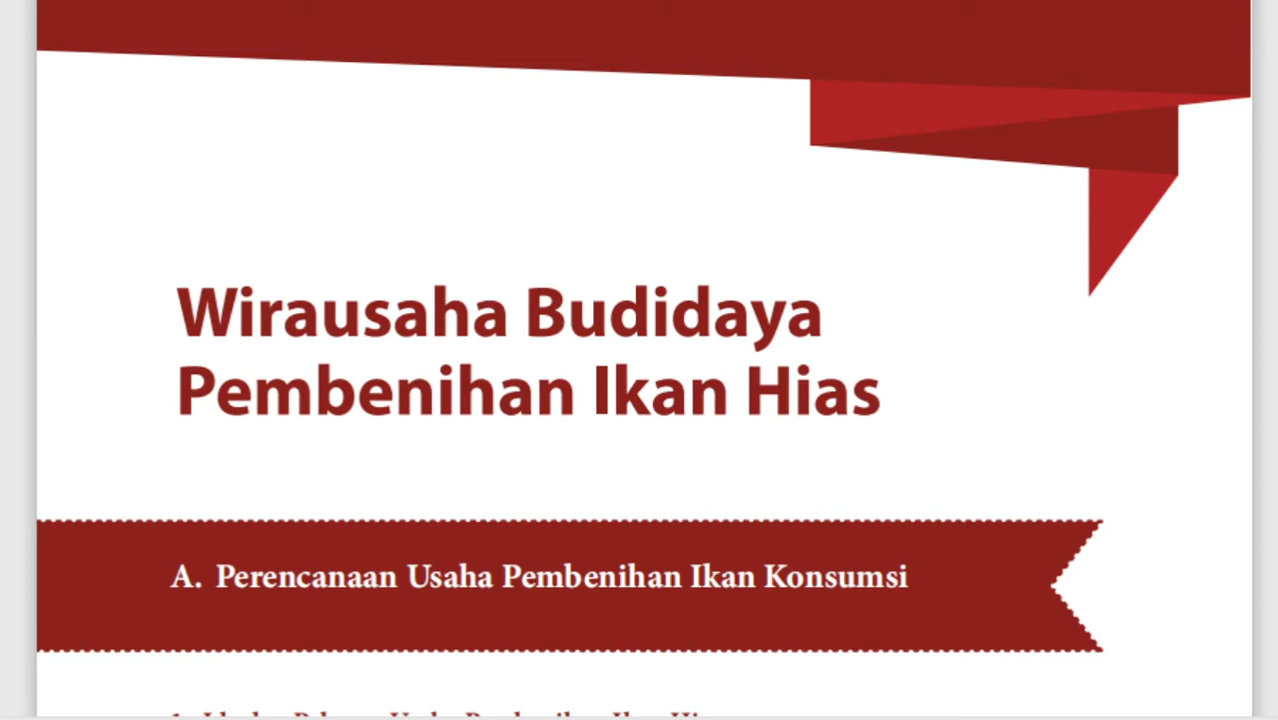 Wirausaha Budidaya
Pembenihan Ikan Hias
A. Perencanaan Usaha Pembenihan Ikan Konsumsi